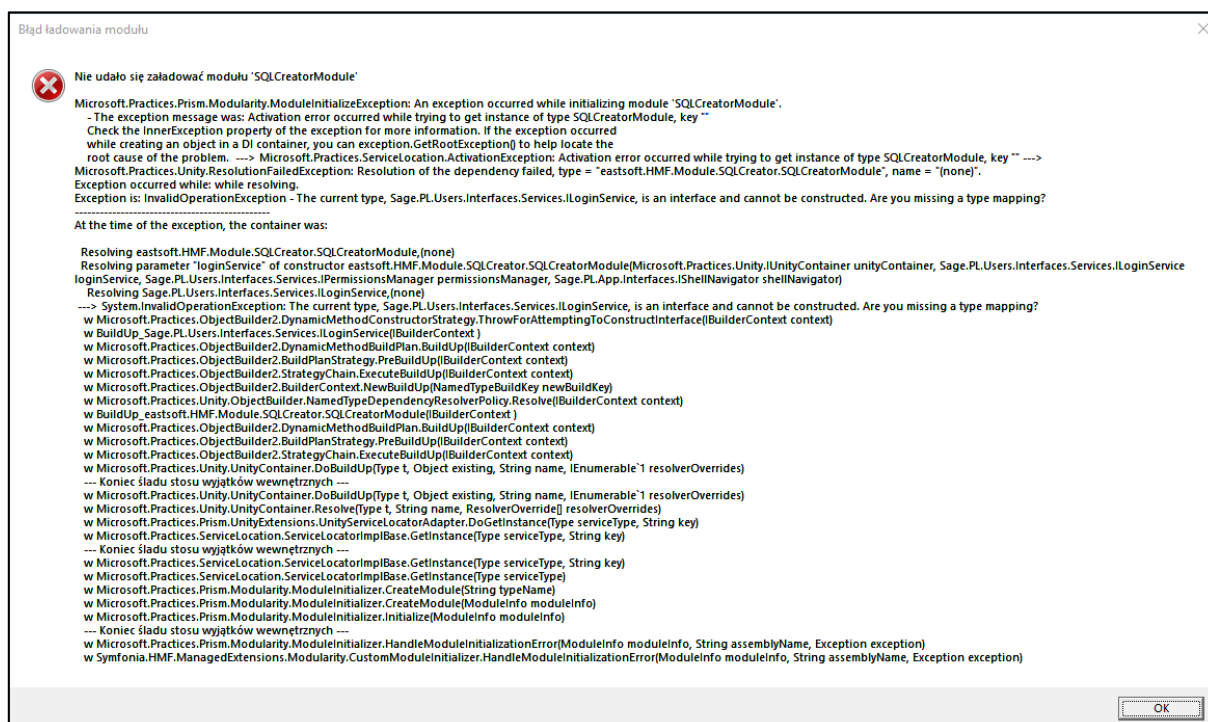 Błąd ładowania modułu
Nie udało się załadować modułu 'SQLCreatorModule'
Microsoft.Practices.Prism.Modularity.ModuleInitializeException: An exception occurred while initializing module 'SQLCreatorModule'.
- The exception message was: Activation error occurred while trying to get instance of type SQLCreatorModule, key ""
Check the InnerException property of the exception for more information. If the exception occurred
while creating an object in a DI container, you can exception.GetRootException() to help locate the
root cause of the problem. ---> Microsoft.Practices.ServiceLocation.ActivationException: Activation error occurred while trying to get instance of type SQLCreatorModule, key "" --->
Microsoft.Practices.Unity.ResolutionFailedException: Resolution of the dependency failed, type = "eastsoft.HMF.Module.SQLCreator.SQLCreatorModule", name = "(none)".
Exception occurred while: while resolving.
Exception is: InvalidOperationException - The current type, Sage.PL.Users.Interfaces.Services.ILoginService, is an interface and cannot be constructed. Are you missing a type mapping?
-----------------------------------------------
At the time of the exception, the container was:
Resolving eastsoft.HMF.Module.SQLCreator.SQLCreatorModule,(none)
Resolving parameter "loginService" of constructor eastsoft.HMF.Module.SQLCreator.SQLCreatorModule(Microsoft.Practices.Unity.IUnityContainer unityContainer, Sage.PL.Users.Interfaces.Services.ILoginService
loginService, Sage.PL.Users.Interfaces.Services.IPermissionsManager permissionsManager, Sage.PL.App.Interfaces.IShellNavigator shellNavigator)
Resolving Sage.PL.Users.Interfaces.Services.ILoginService,(none)
---> System.InvalidOperationException: The current type, Sage.PL.Users.Interfaces.Services.ILoginService, is an interface and cannot be constructed. Are you missing a type mapping?
w Microsoft.Practices.ObjectBuilder2.DynamicMethodConstructorStrategy.ThrowForAttemptingToConstructInterface(IBuilderContext context)
w BuildUp_Sage.PL.Users.Interfaces.Services.ILoginService(IBuilderContext )
w Microsoft.Practices.ObjectBuilder2.DynamicMethodBuildPlan.BuildUp(IBuilderContext context)
w Microsoft.Practices.ObjectBuilder2.BuildPlanStrategy.PreBuildUp(IBuilderContext context)
w Microsoft.Practices.ObjectBuilder2.StrategyChain.ExecuteBuildUp(IBuilderContext context)
w Microsoft.Practices.ObjectBuilder2.BuilderContext.NewBuildUp(NamedTypeBuildKey newBuildKey)
w Microsoft.Practices.Unity.ObjectBuilder.NamedTypeDependencyResolverPolicy.Resolve(IBuilderContext context)
w BuildUp_eastsoft.HMF.Module.SQLCreator.SQLCreatorModule(IBuilderContext )
w Microsoft.Practices.ObjectBuilder2.DynamicMethodBuildPlan.BuildUp(IBuilderContext context)
w Microsoft.Practices.ObjectBuilder2.BuildPlanStrategy.PreBuildUp(IBuilderContext context)
w Microsoft.Practices.ObjectBuilder2.StrategyChain.ExecuteBuildUp(IBuilderContext context)
w Microsoft.Practices.Unity.UnityContainer.DoBuildUp(Type t, Object existing, String name, IEnumerable`1 resolverOverrides)
--- Koniec śladu stosu wyjątków wewnętrznych ---
w Microsoft.Practices.Unity.UnityContainer.DoBuildUp(Type t, Object existing, String name, IEnumerable`1 resolverOverrides)
w Microsoft.Practices.Unity.UnityContainer.Resolve(Type t, String name, ResolverOverride[] resolverOverrides)
w Microsoft.Practices.Prism.UnityExtensions.UnityServiceLocatorAdapter.DoGetInstance(Type serviceType, String key)
w Microsoft.Practices.ServiceLocation.ServiceLocatorImplBase.GetInstance(Type serviceType, String key)
--- Koniec śladu stosu wyjątków wewnętrznych ---
w Microsoft.Practices.ServiceLocation.ServiceLocatorImplBase.GetInstance(Type serviceType, String key)
w Microsoft.Practices.ServiceLocation.ServiceLocatorImplBase.GetInstance(Type serviceType)
w Microsoft.Practices.Prism.Modularity.ModuleInitializer.CreateModule(String typeName)
w Microsoft.Practices.Prism.Modularity.ModuleInitializer.CreateModule(ModuleInfo moduleInfo)
w Microsoft.Practices.Prism.Modularity.ModuleInitializer.Initialize(ModuleInfo moduleInfo)
--- Koniec śladu stosu wyjątków wewnętrznych ---
w Microsoft.Practices.Prism.Modularity.ModuleInitializer.HandleModuleInitializationError(ModuleInfo moduleInfo, String assemblyName, Exception exception)
w Symfonia.HMF.ManagedExtensions.Modularity.CustomModuleInitializer.HandleModuleInitializationError(ModuleInfo moduleInfo, String assemblyName, Exception exception)
OK